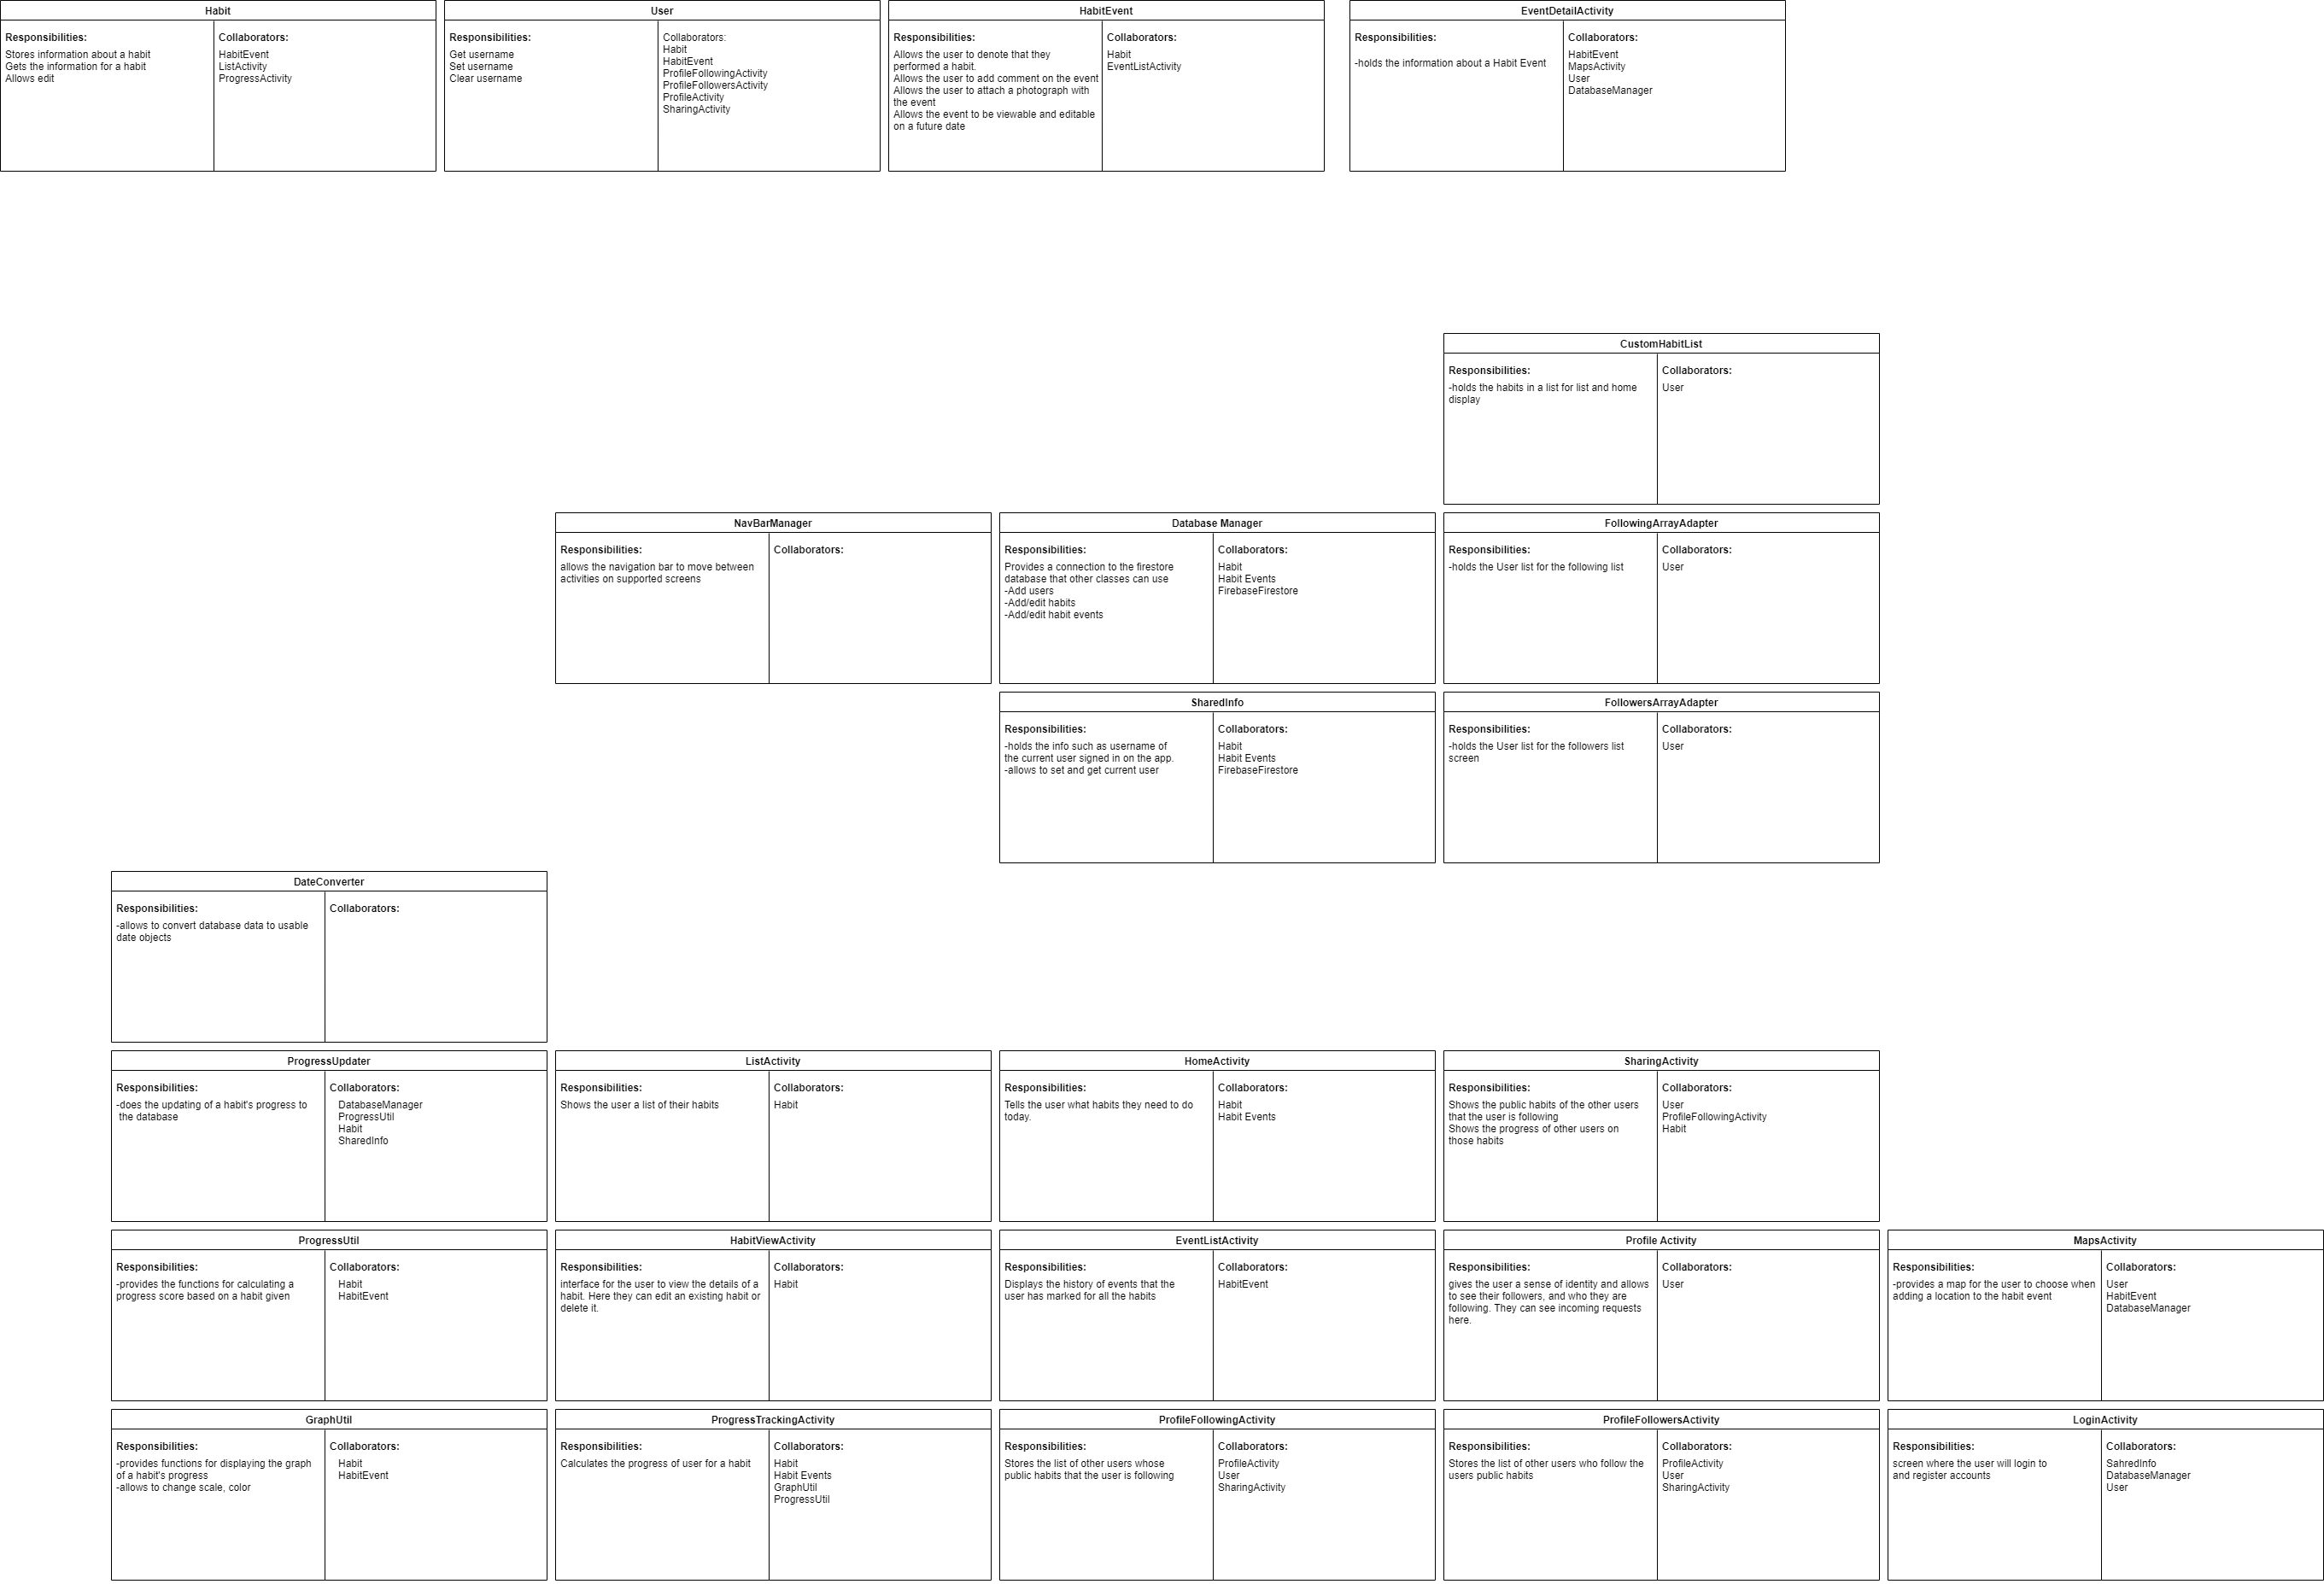 Habit
Responsibilities:
Stores information about a habit
Gets the information for a habit
Allows edit
Collaborators:
HabitEvent
ListActivity
ProgressActivity
User
Responsibilities:
Get username
Set username
Clear username
Collaborators:
Habit
HabitEvent
ProfileFollowingActivity
ProfileFollowersActivity
ProfileActivity
SharingActivity
HabitEvent
Responsibilities:
Allows the user to denote that they
performed a habit.
Allows the user to add comment on the event
Allows the user to attach a photograph with
the event
Allows the event to be viewable and editable
on a future date
Collaborators:
Habit
EventListActivity
EventDetailActivity
Responsibilities:
-holds the information about a Habit Event
Collaborators:
HabitEvent
MapsActivity
User
DatabaseManager
CustomHabitList
Responsibilities:
-holds the habits in a list for list and home
display
Collaborators:
User
NavBarManager
Responsibilities:
allows the navigation bar to move between
activities on supported screens
Collaborators:
Database Manager
Responsibilities:
Provides a connection to the firestore
database that other classes can use
-Add users
-Add/edit habits
-Add/edit habit events
Collaborators:
Habit
Habit Events
FirebaseFirestore
FollowingArrayAdapter
Responsibilities:
-holds the User list for the following list
Collaborators:
User
SharedInfo
Responsibilities:
-holds the info such as username of
the current user signed in on the app.
-allows to set and get current user
Collaborators:
Habit
Habit Events
FirebaseFirestore
FollowersArrayAdapter
Responsibilities:
-holds the User list for the followers list
screen
Collaborators:
User
DateConverter
Responsibilities:
-allows to convert database data to usable
date objects
Collaborators:
ProgressUpdater
Responsibilities:
-does the updating of a habit's progress to
the database
Collaborators:
DatabaseManager
ProgressUtil
Habit
SharedInfo
ListActivity
Responsibilities:
Shows the user a list of their habits
Collaborators:
Habit
HomeActivity
Responsibilities:
Tells the user what habits they need to do
today.
Collaborators:
Habit
Habit Events
SharingActivity
Responsibilities:
Shows the public habits of the other users
that the user is following
Shows the progress of other users on
those habits
Collaborators:
User
ProfileFollowingActivity
Habit
ProgressUtil
Responsibilities:
-provides the functions for calculating a
progress score based on a habit given
Collaborators:
Habit
HabitEvent
HabitViewActivity
Responsibilities:
interface for the user to view the details of a
habit. Here they can edit an existing habit or
delete it.
Collaborators:
Habit
EventListActivity
Responsibilities:
Displays the history of events that the
user has marked for all the habits
Collaborators:
HabitEvent
Profile Activity
Responsibilities:
gives the user a sense of identity and allows
to see their followers, and who they are
following. They can see incoming requests
here.
Collaborators:
User
MapsActivity
Responsibilities:
-provides a map for the user to choose when
adding a location to the habit event
Collaborators:
User
HabitEvent
DatabaseManager
GraphUtil
Responsibilities:
-provides functions for displaying the graph
of a habit's progress
-allows to change scale, color
Collaborators:
Habit
HabitEvent
ProgressTrackingActivity
Responsibilities:
Calculates the progress of user for a habit
Collaborators:
Habit
Habit Events
GraphUtil
ProgressUtil
ProfileFollowingActivity
Responsibilities:
Stores the list of other users whose
public habits that the user is following
Collaborators:
ProfileActivity
User
SharingActivity
ProfileFollowersActivity
Responsibilities:
Stores the list of other users who follow the
users public habits
Collaborators:
ProfileActivity
User
SharingActivity
LoginActivity
Responsibilities:
screen where the user will login to
and register accounts
Collaborators:
SahredInfo
DatabaseManager
User